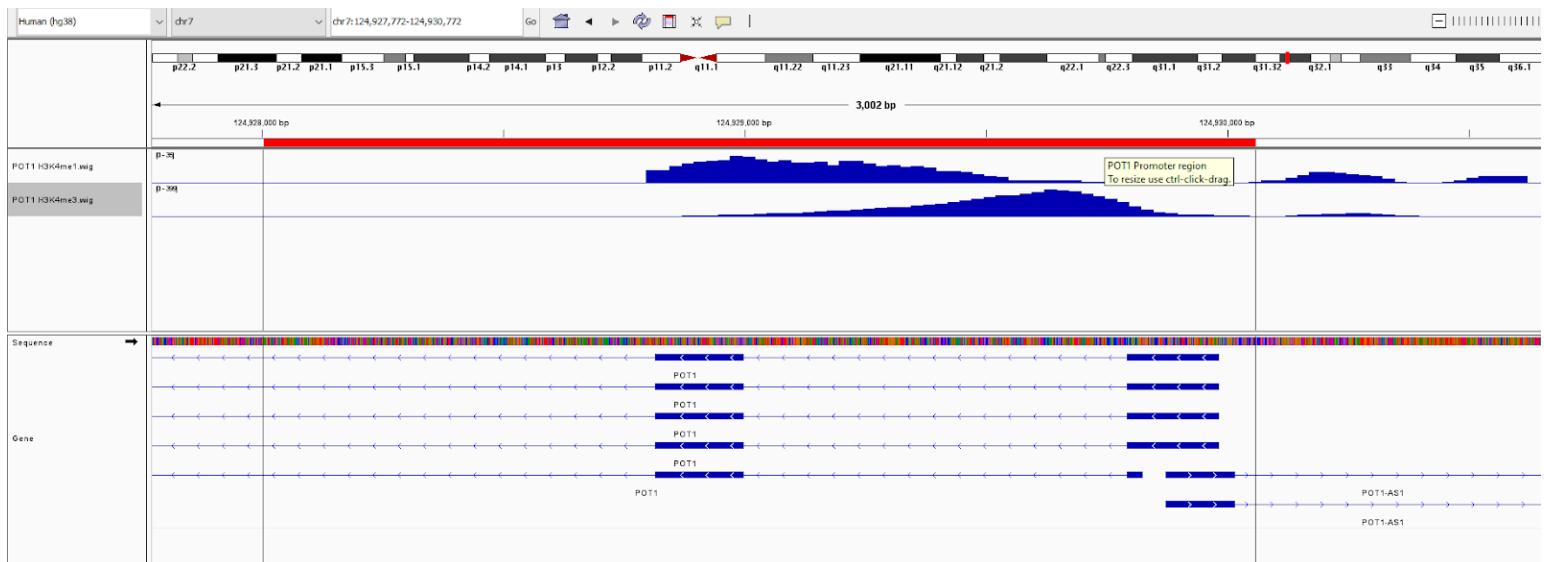 Human (hg38) chr7 chr7:124,927,772-124,930,772 Go
p22.2 p21.3 p21.2 p21.1 p15.3 p15.1 p14.2 p14.1 p13 p12.2 p11.2 q11.1 q11.22 q11.23 q21.11 q21.12 q21.2 q22.1 q22.3 q31.1 q31.2 q31.32 q32.1 q33 q34 q35 q36.1
3,002 bp
124,928,000 bp 124,929,000 bp 124,930,000 bp
POT1 H3K4me1.wig [0 - 35]
POT1 Promoter region
To resize use ctrl-click-drag.
POT1 H3K4me3.wig [0 - 399]
Sequence
POT1
POT1
POT1
Gene
POT1
POT1 POT1-AS1
POT1-AS1